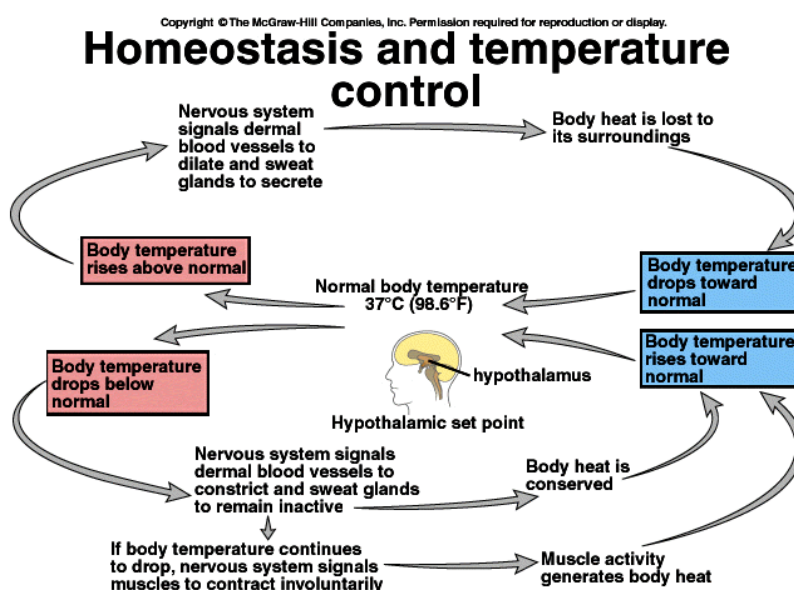 Copyright © The McGraw-Hill Companies, Inc. Permission required for reproduction or display.
Homeostasis and temperature
control
Nervous system
signals dermal
blood vessels to
dilate and sweat
glands to secrete
Body heat is lost to
its surroundings
Body temperature
rises above normal
Normal body temperature
37°C (98.6°F)
Body temperature
drops toward
normal
Body temperature
drops below
normal
hypothalamus
Hypothalamic set point
Body temperature
rises toward
normal
Nervous system signals
dermal blood vessels to
constrict and sweat glands
to remain inactive
Body heat is
conserved
If body temperature continues
to drop, nervous system signals
muscles to contract involuntarily
Muscle activity
generates body heat